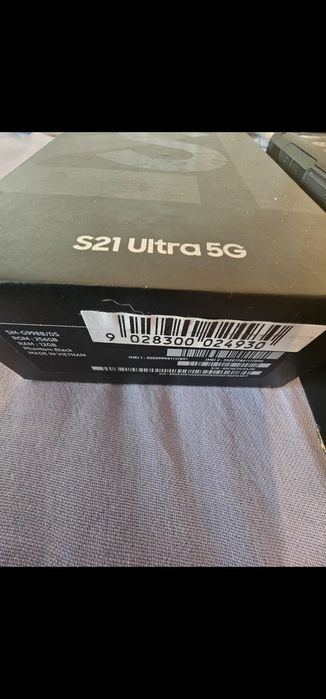 S21 Ultra 5G
SM-G998B/DS
ROM : 256GB
RAM : 12GB
Phantom Black
MADE IN VIETNAM
9 028300 024930